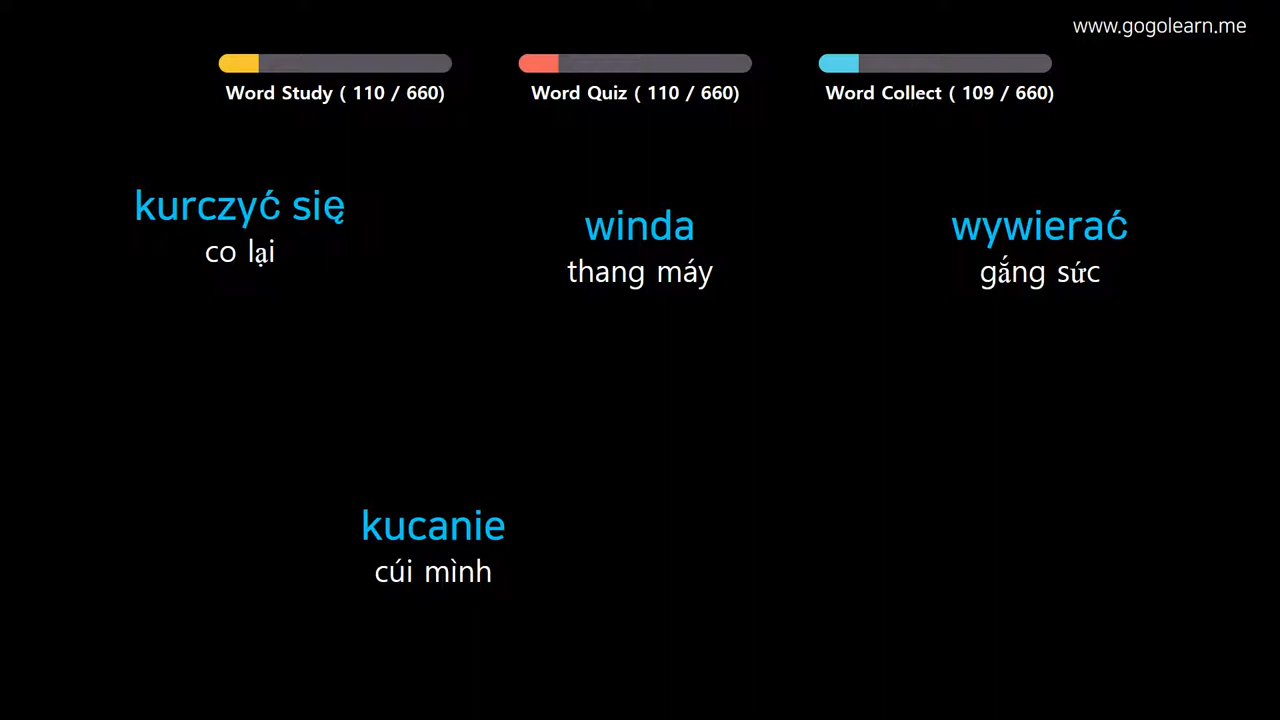 www.gogolearn.me
Word Study ( 110 / 660)
Word Quiz ( 110 / 660)
Word Collect ( 109 / 660)
kurczyć się
co lại
winda
thang máy
wywierać
gắng sức
kucanie
cúi mình